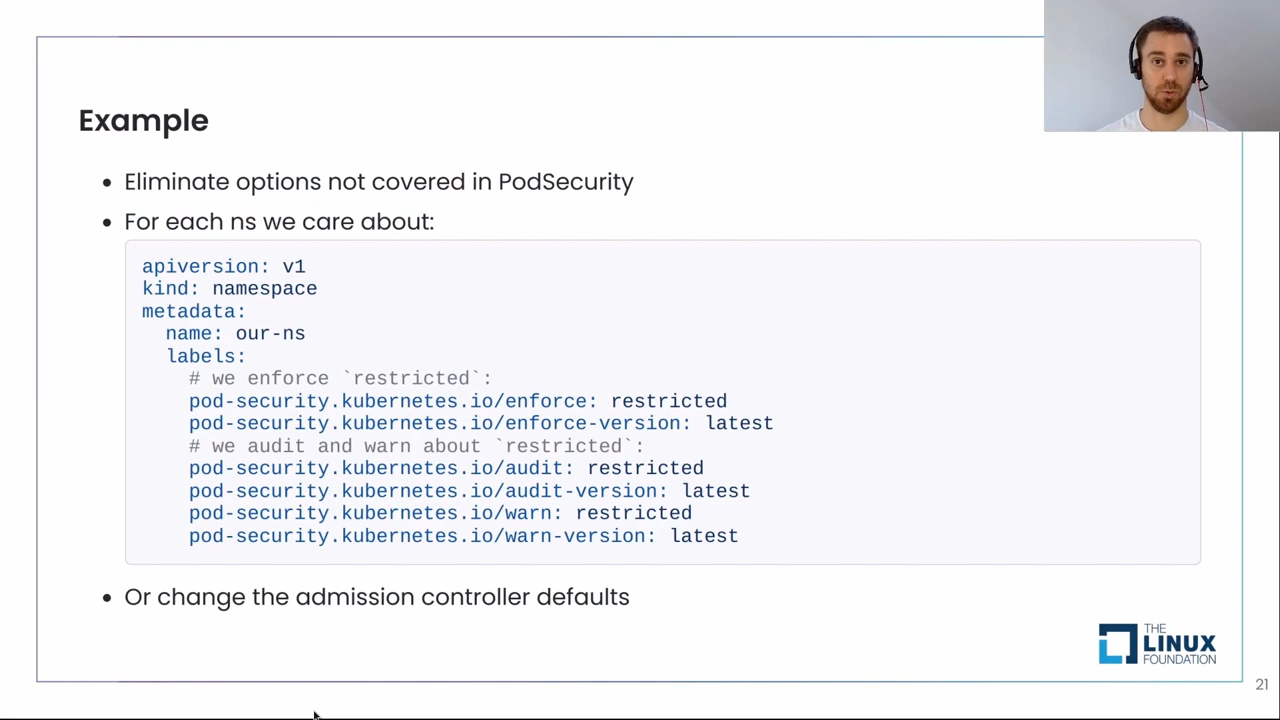 Example
• Eliminate options not covered in PodSecurity
• For each ns we care about:
apiversion: v1
kind: namespace
metadata:
  name: our-ns
  labels:
    # we enforce `restricted`:
    pod-security.kubernetes.io/enforce: restricted
    pod-security.kubernetes.io/enforce-version: latest
    # we audit and warn about `restricted`:
    pod-security.kubernetes.io/audit: restricted
    pod-security.kubernetes.io/audit-version: latest
    pod-security.kubernetes.io/warn: restricted
    pod-security.kubernetes.io/warn-version: latest
• Or change the admission controller defaults
THE
LINUX
FOUNDATION
21